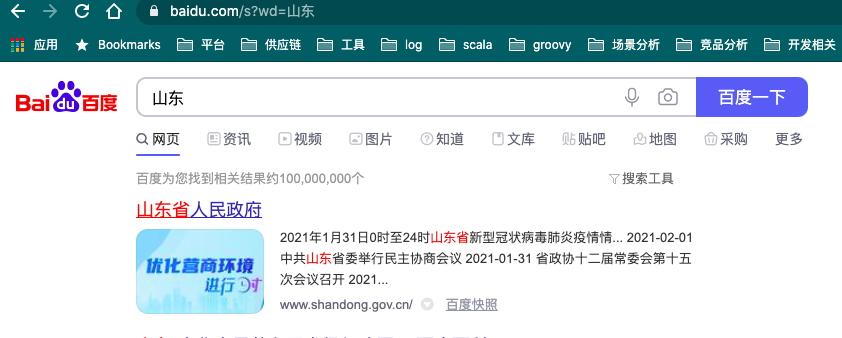 baidu.com/s?wd=山东
应用 Bookmarks 平台 供应链 工具 log scala groovy 场景分析 竞品分析 开发相关
Bai du 百度 山东 百度一下
网页 资讯 视频 图片 知道 文库 贴吧 地图 采购 更多
百度为您找到相关结果约100,000,000个 搜索工具
山东省人民政府
优化营商环境
进行时
2021年1月31日0时至24时山东省新型冠状病毒肺炎疫情情... 2021-02-01
中共山东省委举行民主协商会议 2021-01-31 省政协十二届常委会第十五
次会议召开 2021...
www.shandong.gov.cn/ 百度快照